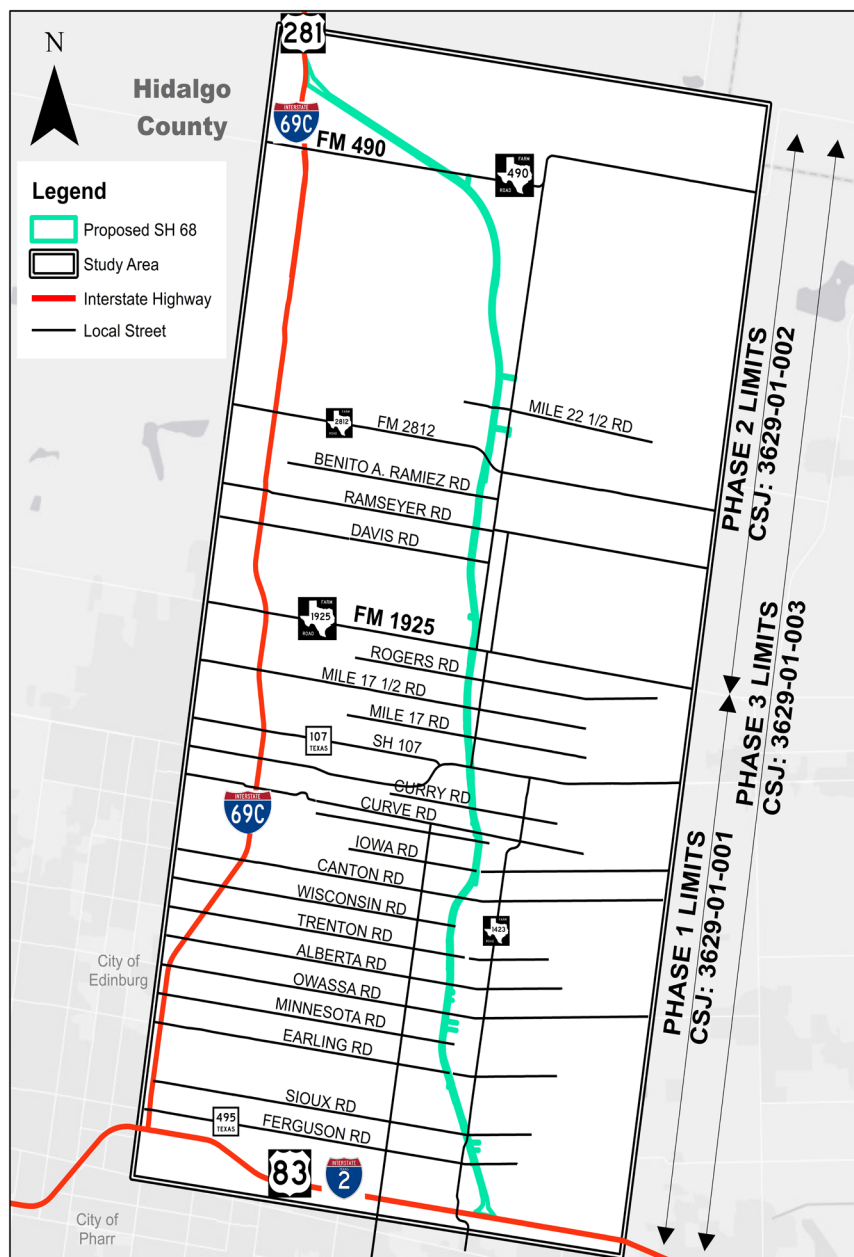 281
N
Hidalgo
County
INTERSTATE
69C
FM 490
FARM
490
ROAD
Legend
Proposed SH 68
Study Area
Interstate Highway
Local Street
PHASE 2 LIMITS
CSJ: 3629-01-002
MILE 22 1/2 RD
FARM
2812
ROAD
FM 2812
BENITO A. RAMIEZ RD
RAMSEYER RD
DAVIS RD
FARM
1925
ROAD
FM 1925
ROGERS RD
MILE 17 1/2 RD
MILE 17 RD
107
TEXAS
SH 107
PHASE 3 LIMITS
CSJ: 3629-01-003
CURRY RD
CURVE RD
INTERSTATE
69C
IOWA RD
CANTON RD
WISCONSIN RD
TRENTON RD
FARM
1423
ROAD
ALBERTA RD
City of
Edinburg
OWASSA RD
MINNESOTA RD
EARLING RD
PHASE 1 LIMITS
CSJ: 3629-01-001
SIOUX RD
495
TEXAS
FERGUSON RD
83
INTERSTATE
2
City of
Pharr